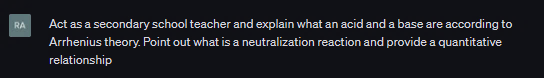 RA
Act as a secondary school teacher and explain what an acid and a base are according to
Arrhenius theory. Point out what is a neutralization reaction and provide a quantitative
relationship